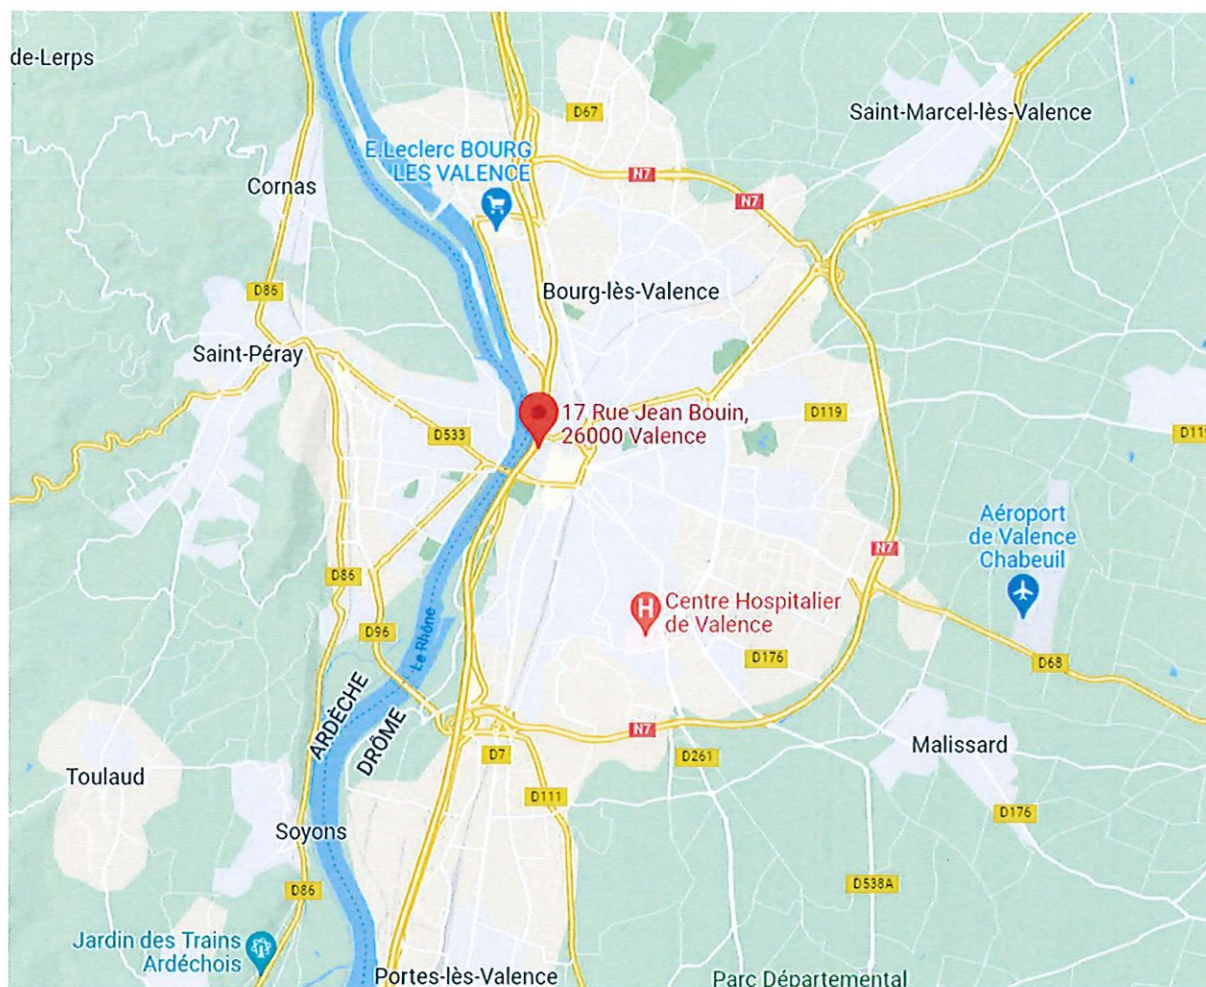 de-Lerps
D67
Saint-Marcel-lès-Valence
E.Leclerc BOURG
LES VALENCE
N7
Cornas
N7
D86
Bourg-lès-Valence
Saint-Péray
17 Rue Jean Bouin,
26000 Valence
D119
D533
D119
Aéroport
de Valence
Chabeuil
N7
D86
Centre Hospitalier
de Valence
D96
Le Rhône
D176
D68
ARDÈCHE
DRÔME
N7
Malissard
D7
D261
Toulaud
D111
D176
Soyons
D86
D538A
Jardin des Trains
Ardéchois
Portes-lès-Valence
Parc Départemental